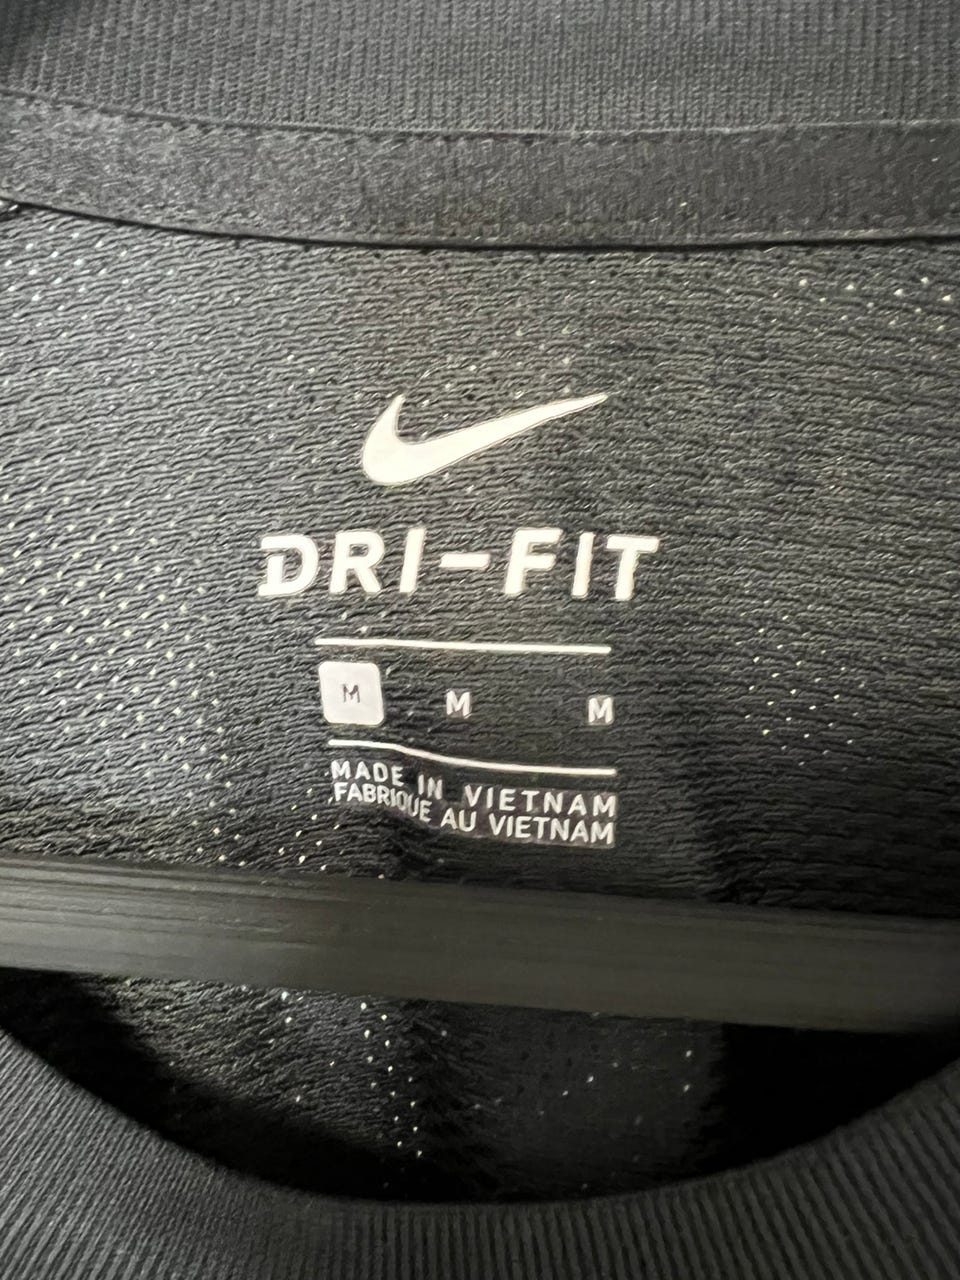 DRI-FIT
M M M
MADE IN VIETNAM
FABRIQUE AU VIETNAM